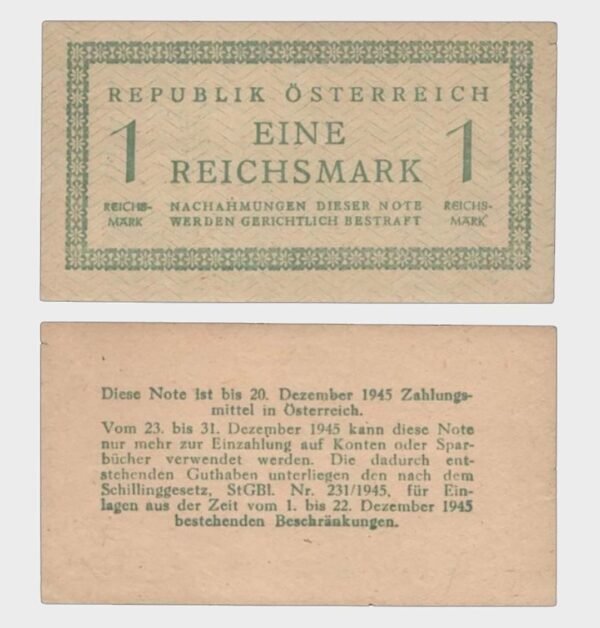 REPUBLIK ÖSTERREICH
1 EINE 1
REICHSMARK
REICHS- NACHAHMUNGEN DIESER NOTE REICHS-
MARK WERDEN GERICHTLICH BESTRAFT MARK
Diese Note ist bis 20. Dezember 1945 Zahlungs-
mittel in Österreich.
Vom 23. bis 31. Dezember 1945 kann diese Note
nur mehr zur Einzahlung auf Konten oder Spar-
bücher verwendet werden. Die dadurch ent-
stehenden Guthaben unterliegen den nach dem
Schillinggesetz, StGBl. Nr. 231/1945, für Ein-
lagen aus der Zeit vom 1. bis 22. Dezember 1945
bestehenden Beschränkungen.